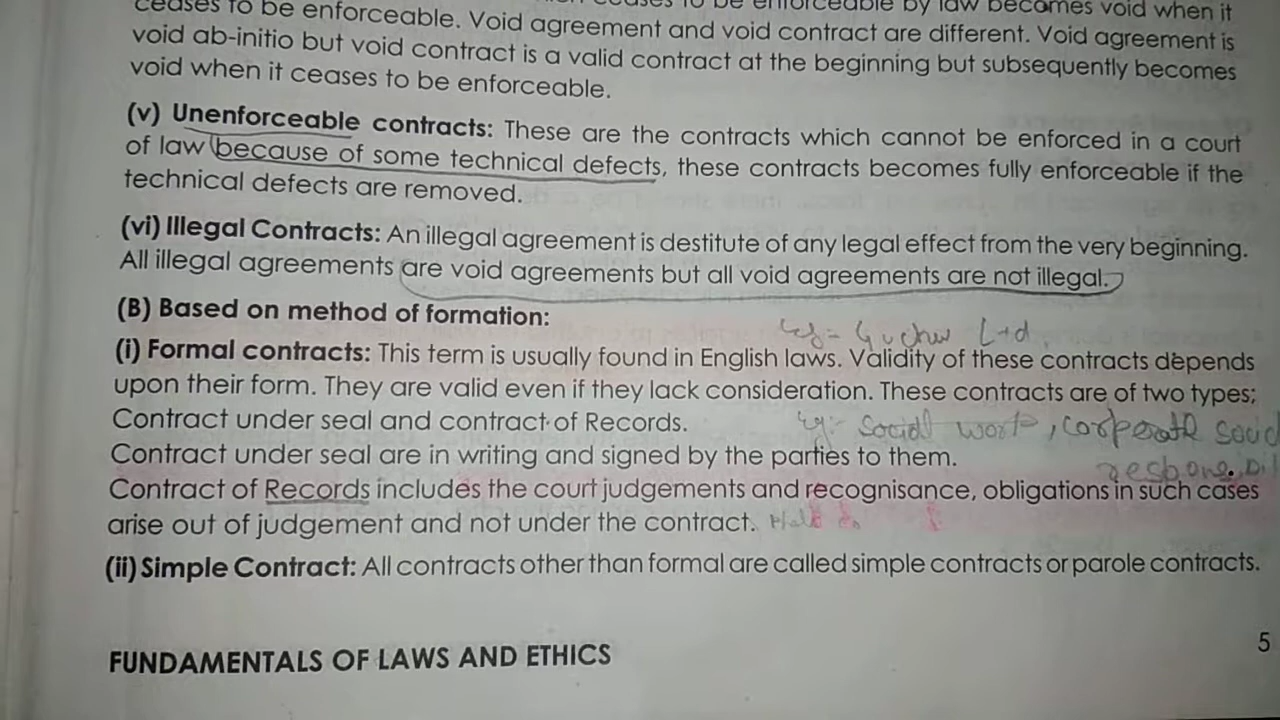 ceases to be enforceable. Void agreement and void contract are different. Void agreement is
void ab-initio but void contract is a valid contract at the beginning but subsequently becomes
void when it ceases to be enforceable.
(v) Unenforceable contracts: These are the contracts which cannot be enforced in a court
of law because of some technical defects, these contracts becomes fully enforceable if the
technical defects are removed.
(vi) Illegal Contracts: An illegal agreement is destitute of any legal effect from the very beginning.
All illegal agreements are void agreements but all void agreements are not illegal.
(B) Based on method of formation:
Ltd
(i) Formal contracts: This term is usually found in English laws. Validity of these contracts depends
upon their form. They are valid even if they lack consideration. These contracts are of two types;
Contract under seal and contract of Records.
eg- Social work, corporate
Contract under seal are in writing and signed by the parties to them.
Contract of Records includes the court judgements and recognisance, obligations in such cases
arise out of judgement and not under the contract.
(ii) Simple Contract: All contracts other than formal are called simple contracts or parole contracts.
FUNDAMENTALS OF LAWS AND ETHICS
5